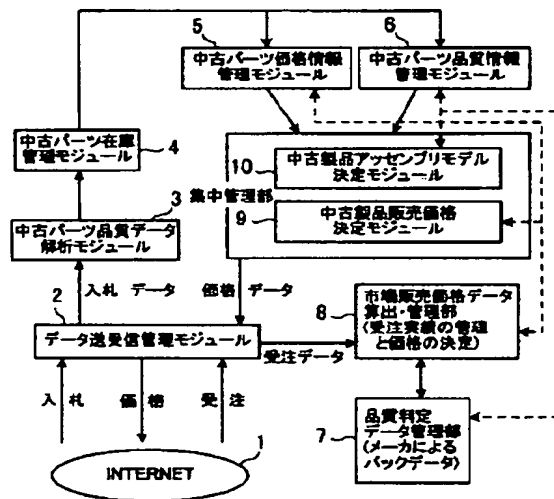 5
6
中古パーツ価格情報
管理モジュール
中古パーツ品質情報
管理モジュール
中古パーツ在庫
管理モジュール
4
10
中古製品アッセンブリモデル
決定モジュール
集中管理部
9
中古製品販売価格
決定モジュール
3
中古パーツ品質データ
解析モジュール
入札 データ
価格 データ
2
データ送受信管理モジュール
受注データ
8
市場販売価格データ
算出・管理部
(受注実績の管理
と価格の決定)
入札
価格
受注
7
品質判定
データ管理部
(メーカによる
バックデータ)
1
INTERNET